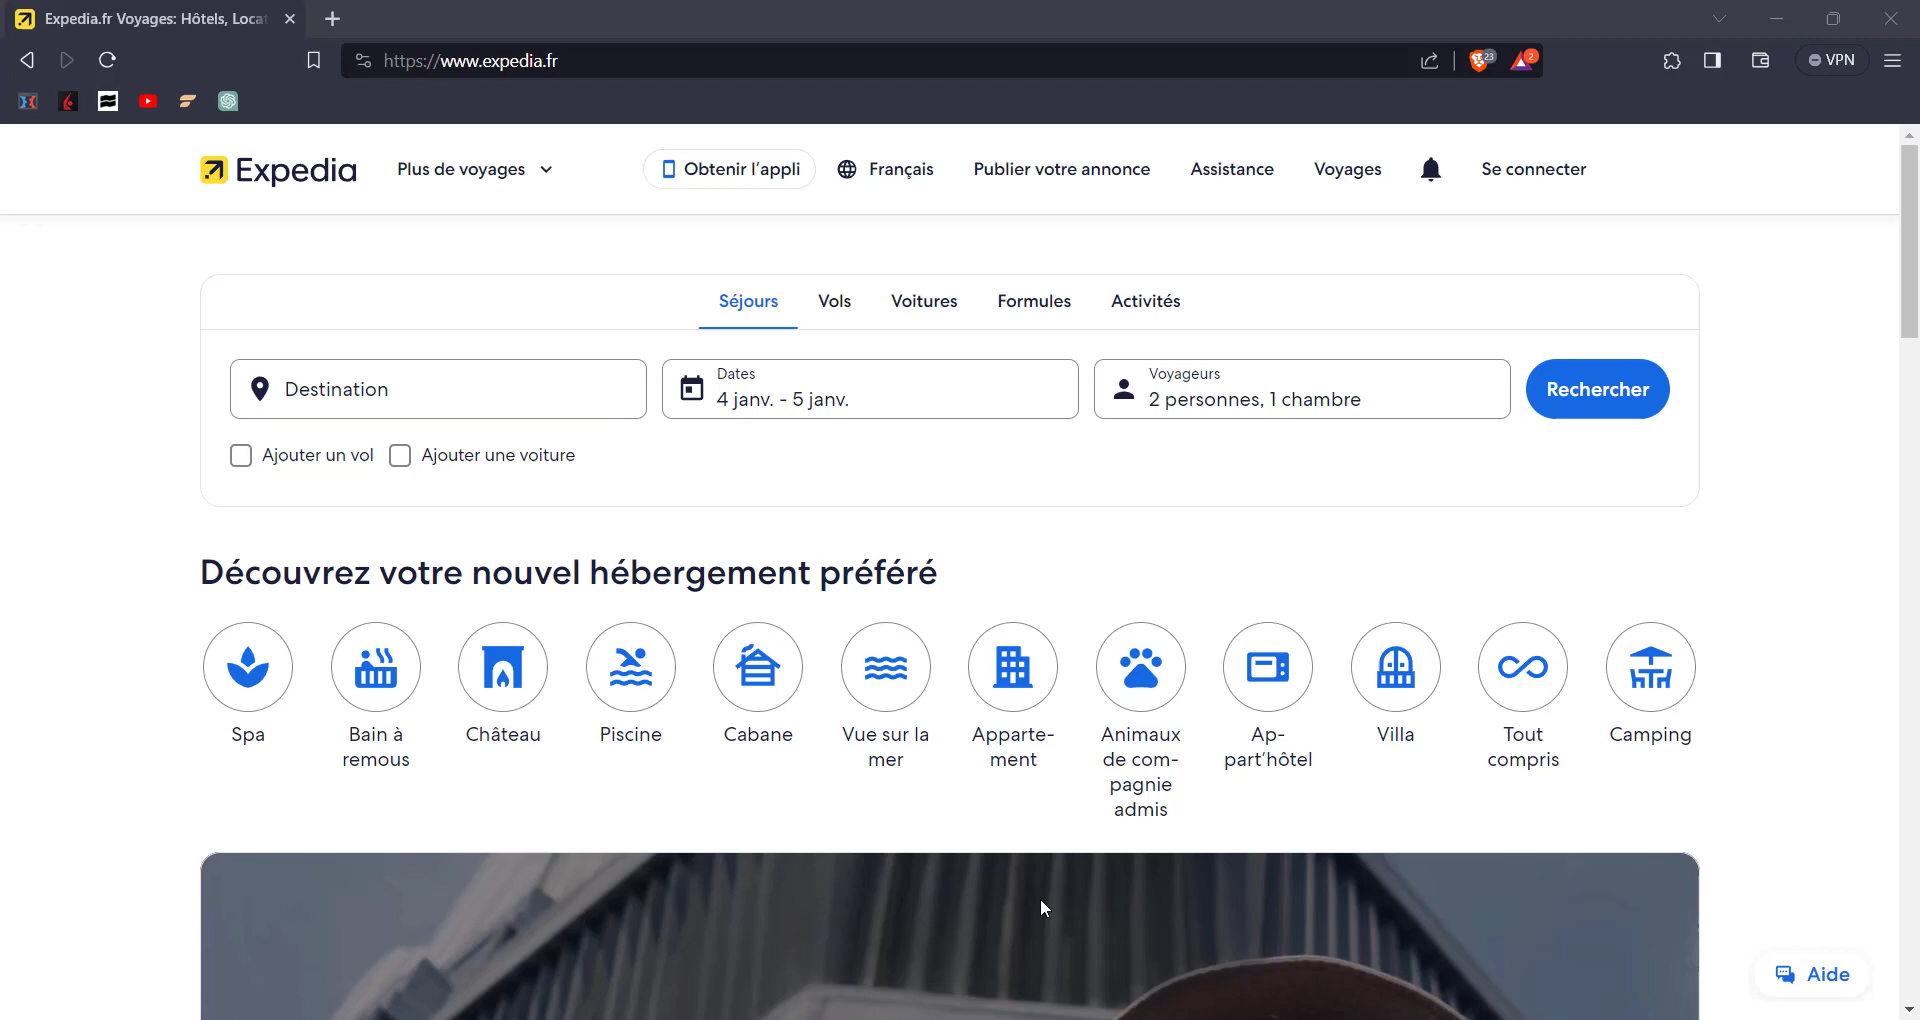 Expedia.fr Voyages: Hôtels, Locat
https://www.expedia.fr
23
2
VPN
Expedia
Plus de voyages
Obtenir l'appli
Français
Publier votre annonce
Assistance
Voyages
Se connecter
Séjours
Vols
Voitures
Formules
Activités
Destination
Dates
4 janv. - 5 janv.
Voyageurs
2 personnes, 1 chambre
Rechercher
Ajouter un vol
Ajouter une voiture
Découvrez votre nouvel hébergement préféré
Spa
Bain à
remous
Château
Piscine
Cabane
Vue sur la
mer
Apparte-
ment
Animaux
de com-
pagnie
admis
Ap-
part'hôtel
Villa
Tout
compris
Camping
Aide